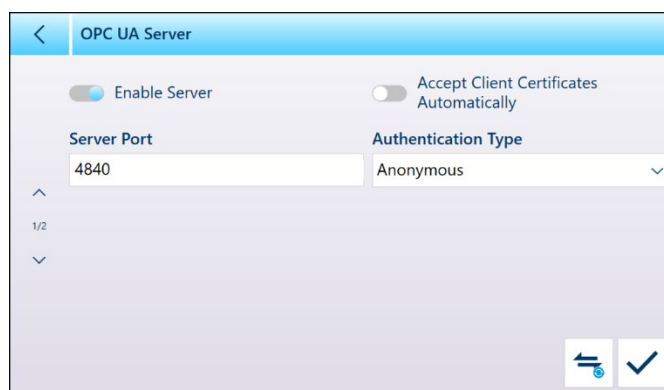 OPC UA Server
Enable Server
Accept Client Certificates
Automatically
Server Port
Authentication Type
4840
Anonymous
1/2